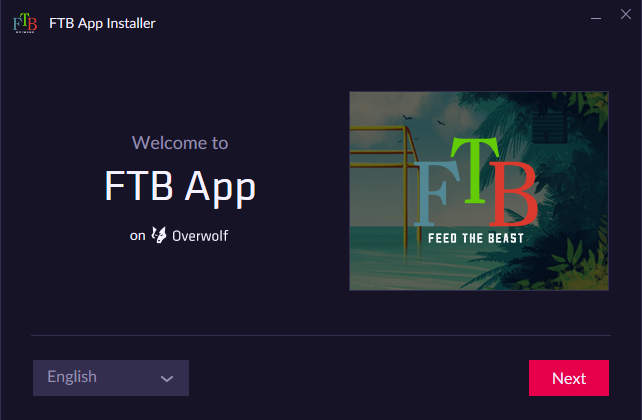 FTB App Installer
Welcome to
FTB App
on Overwolf
FTB
FEED THE BEAST
English
Next